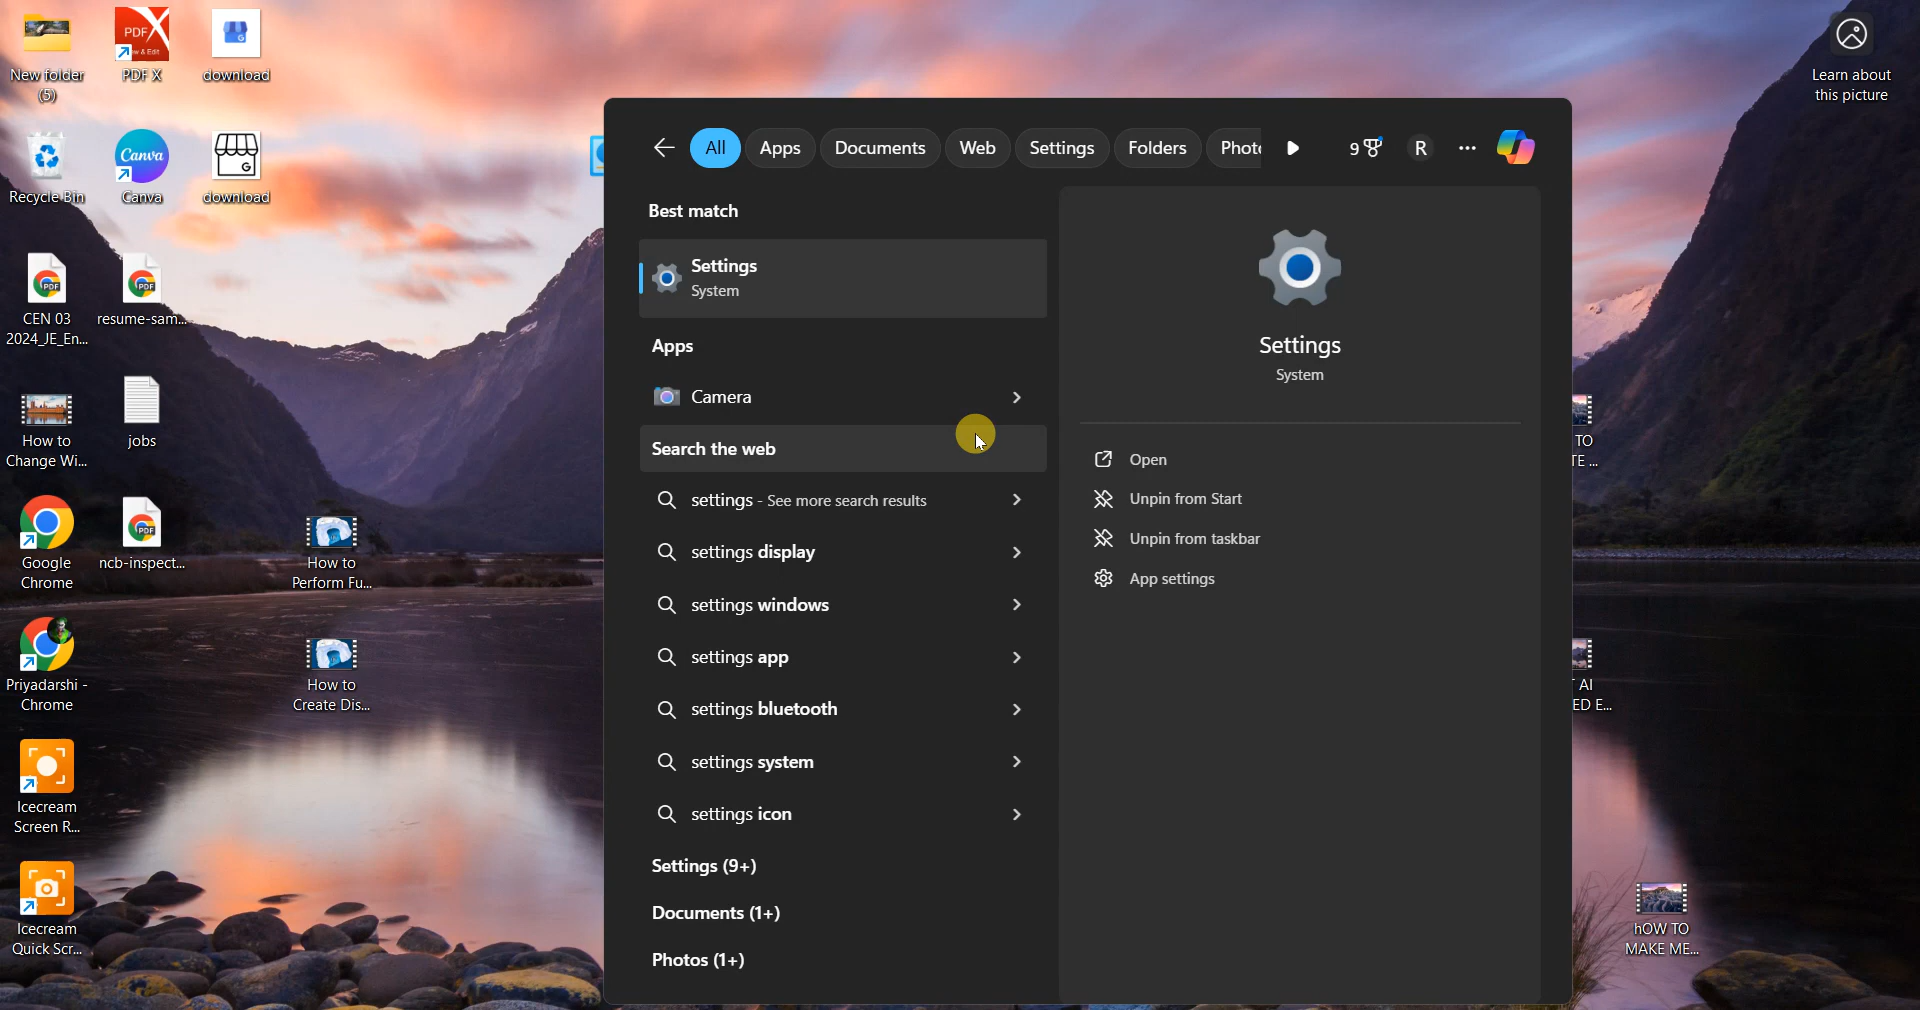 New folder
(5)
PDF X
download
Recycle Bin
Canva
download
CEN 03
2024_JE_En...
resume-sam...
How to
Change Wi...
jobs
Google
Chrome
ncb-inspect...
How to
Perform Fu...
Priyadarshi -
Chrome
How to
Create Dis...
Icecream
Screen R...
Icecream
Quick Scr...
All
Apps
Documents
Web
Settings
Folders
Phot
9
R
Best match
Settings
System
Apps
Camera
Search the web
settings - See more search results
settings display
settings windows
settings app
settings bluetooth
settings system
settings icon
Settings (9+)
Documents (1+)
Photos (1+)
Settings
System
Open
Unpin from Start
Unpin from taskbar
App settings
Learn about
this picture
TO
TE ...
AI
ED E...
hOW TO
MAKE ME...